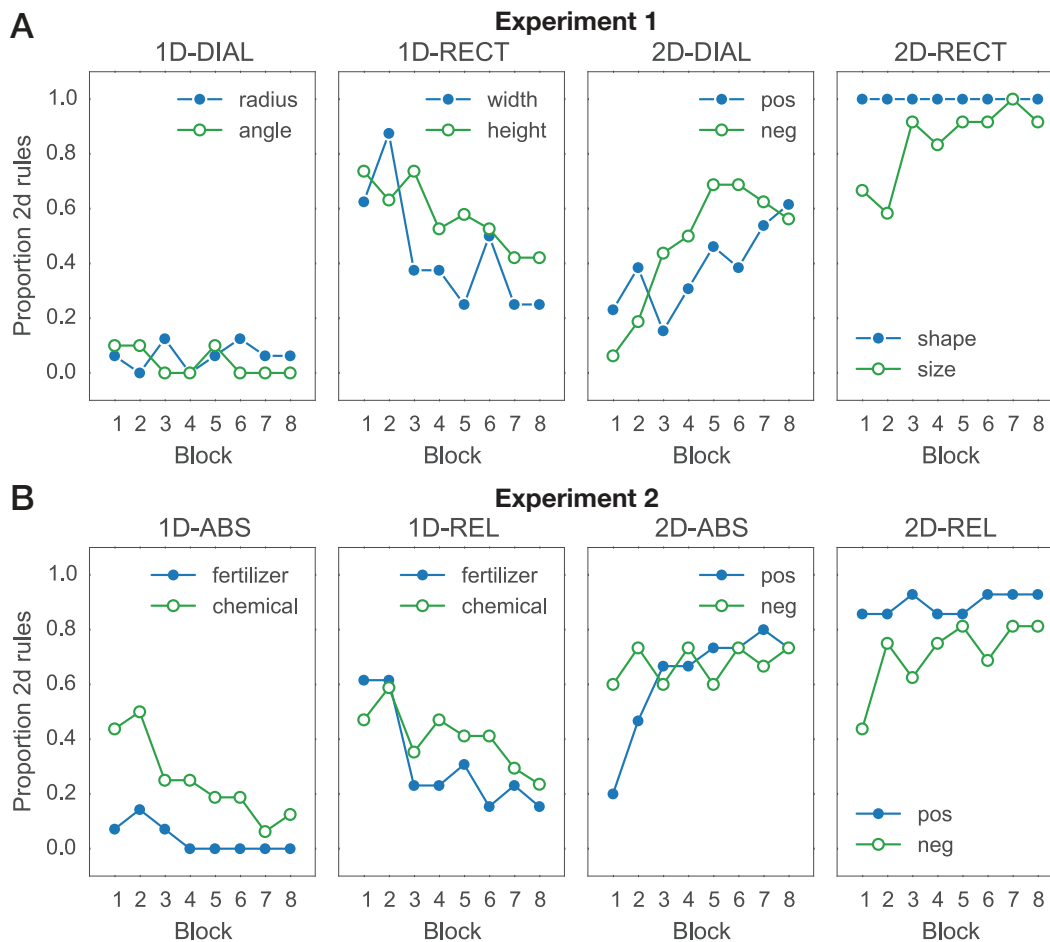 A
Experiment 1
1D-DIAL
1D-RECT
2D-DIAL
2D-RECT
Proportion 2d rules
1.0
0.8
0.6
0.4
0.2
0.0
radius
angle
width
height
pos
neg
shape
size
1 2 3 4 5 6 7 8
1 2 3 4 5 6 7 8
1 2 3 4 5 6 7 8
1 2 3 4 5 6 7 8
Block
Block
Block
Block
B
Experiment 2
1D-ABS
1D-REL
2D-ABS
2D-REL
Proportion 2d rules
1.0
0.8
0.6
0.4
0.2
0.0
fertilizer
chemical
fertilizer
chemical
pos
neg
pos
neg
1 2 3 4 5 6 7 8
1 2 3 4 5 6 7 8
1 2 3 4 5 6 7 8
1 2 3 4 5 6 7 8
Block
Block
Block
Block